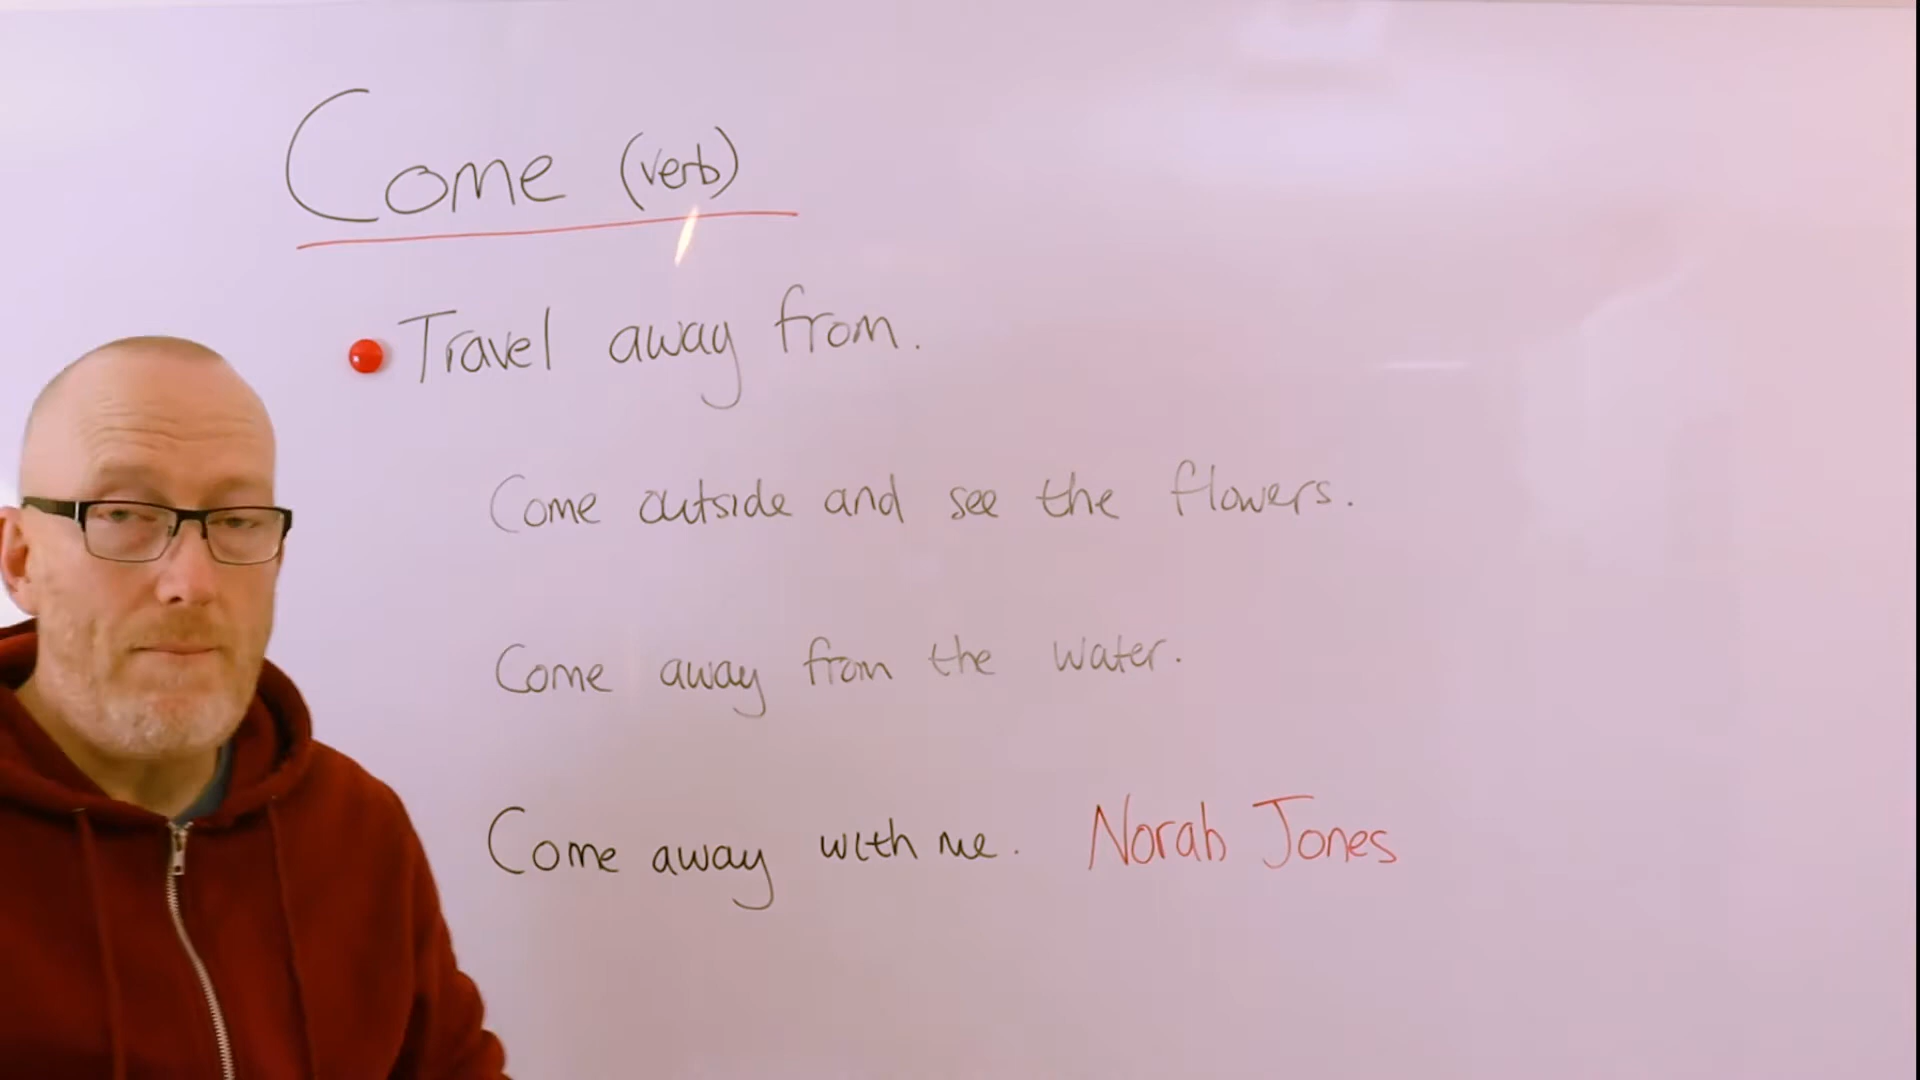 Come (verb)
Travel away from.
Come outside and see the flowers.
Come away from the water.
Come away with me. Norah Jones